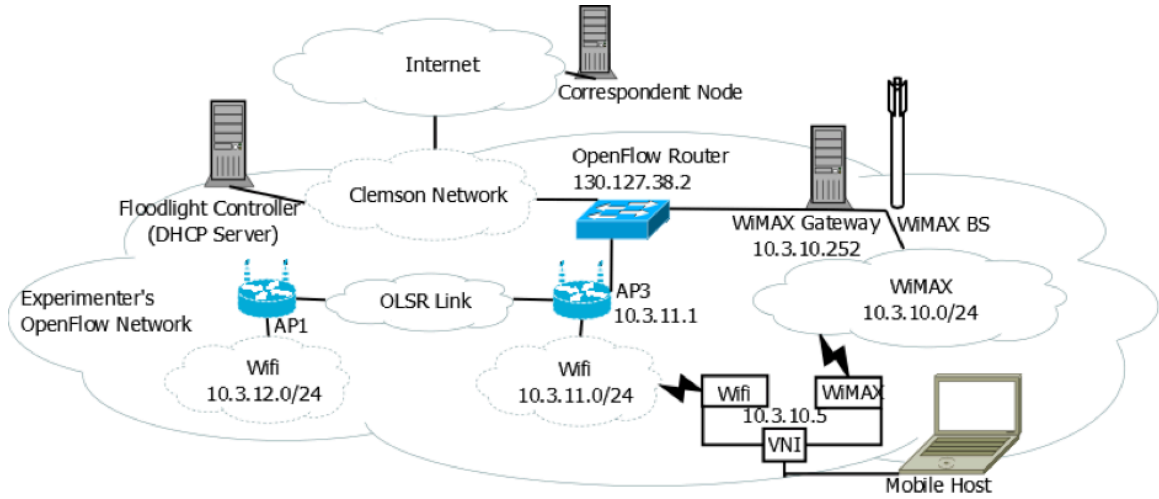 Internet
Correspondent Node
OpenFlow Router
130.127.38.2
Clemson Network
Floodlight Controller
(DHCP Server)
WiMAX Gateway
10.3.10.252
WiMAX BS
Experimenter's
OpenFlow Network
AP1
OLSR Link
AP3
10.3.11.1
WiMAX
10.3.10.0/24
Wifi
10.3.12.0/24
Wifi
10.3.11.0/24
Wifi
WiMAX
10.3.10.5
VNI
Mobile Host